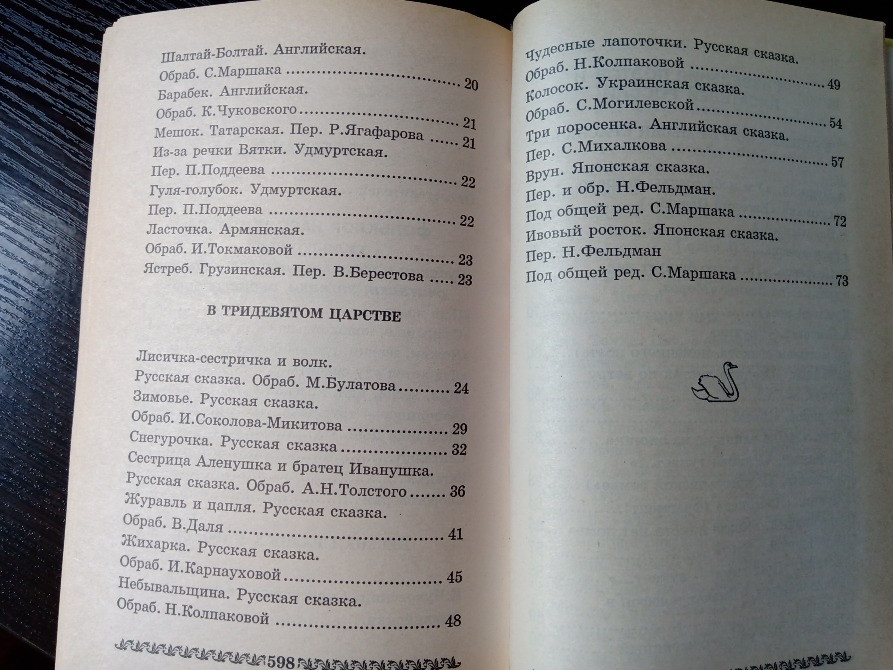 Шалтай-Болтай. Английская.
Обраб. С.Маршака ........................ 20
Барабек. Английская.
Обраб. К.Чуковского ........................ 21
Мешок. Татарская. Пер. Р.Ягафарова ...... 21
Из-за речки Вятки. Удмуртская.
Пер. П.Поддеева ........................ 22
Гуля-голубок. Удмуртская.
Пер. П.Поддеева ........................ 22
Ласточка. Армянская.
Обраб. И.Токмаковой ........................ 23
Ястреб. Грузинская. Пер. В.Берестова ..... 23
В ТРИДЕВЯТОМ ЦАРСТВЕ
Лисичка-сестричка и волк.
Русская сказка. Обраб. М.Булатова.......... 24
Зимовье. Русская сказка.
Обраб. И.Соколова-Микитова ................ 29
Снегурочка. Русская сказка ................ 32
Сестрица Аленушка и братец Иванушка.
Русская сказка. Обраб. А.Н.Толстого ....... 36
Журавль и цапля. Русская сказка.
Обраб. В.Даля ........................ 41
Жихарка. Русская сказка.
Обраб. И.Карнауховой ........................ 45
Небывальщина. Русская сказка.
Обраб. Н.Колпаковой ........................ 48
598
Чудесные лапоточки. Русская сказка.
Обраб. Н.Колпаковой ........................ 49
Колосок. Украинская сказка.
Обраб. С.Могилевской ........................ 54
Три поросенка. Английская сказка.
Пер. С.Михалкова ........................ 57
Врун. Японская сказка.
Пер. и обр. Н.Фельдман.
Под общей ред. С.Маршака ................ 72
Ивовый росток. Японская сказка.
Пер. Н.Фельдман
Под общей ред. С.Маршака ................ 73